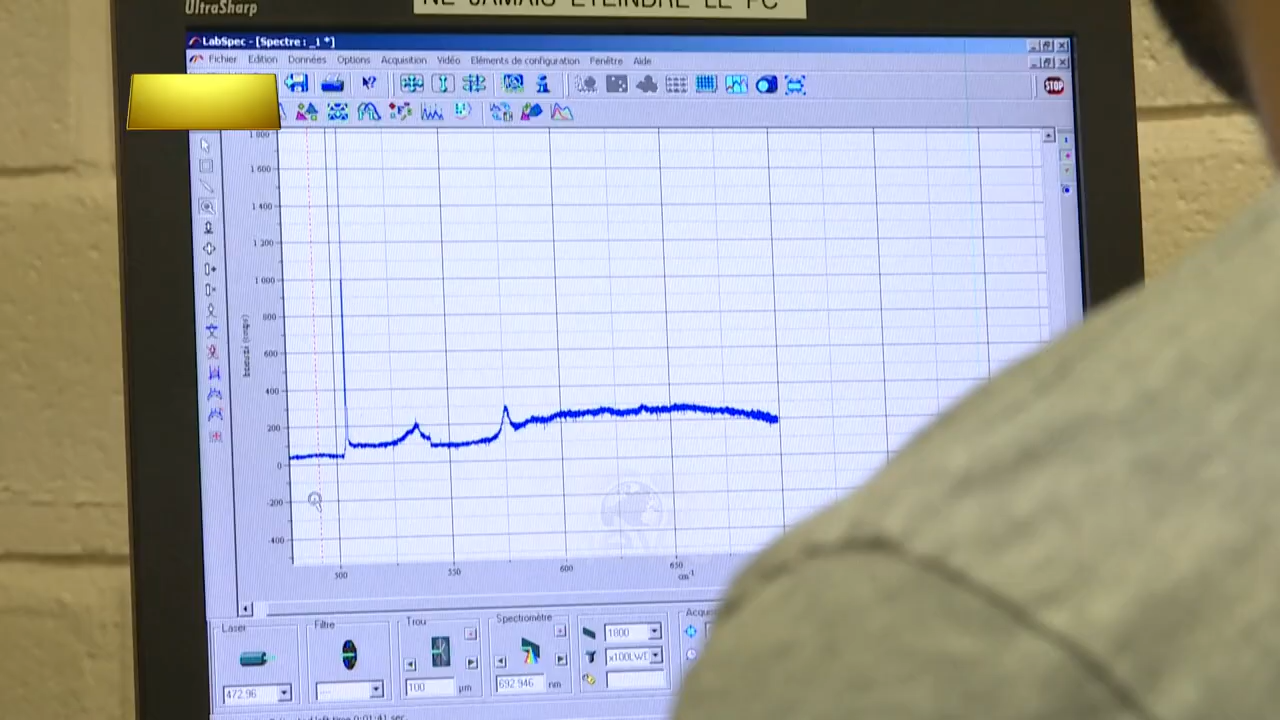 UltraSharp
NE JAMAIS ETEINDRE LE PC
LabSpec - [Spectre : _1 *]
Fichier Edition Données Options Acquisition Vidéo Eléments de configuration Fenêtre Aide
STOP
1 800
1 600
1 400
1 200
1 000
800
600
400
200
0
-200
-400
500 550 600 650
cm-1
Laser Filtre Trou Spectromètre
1800
x100LWD
472.96 ---- 100 µm 692.946 nm